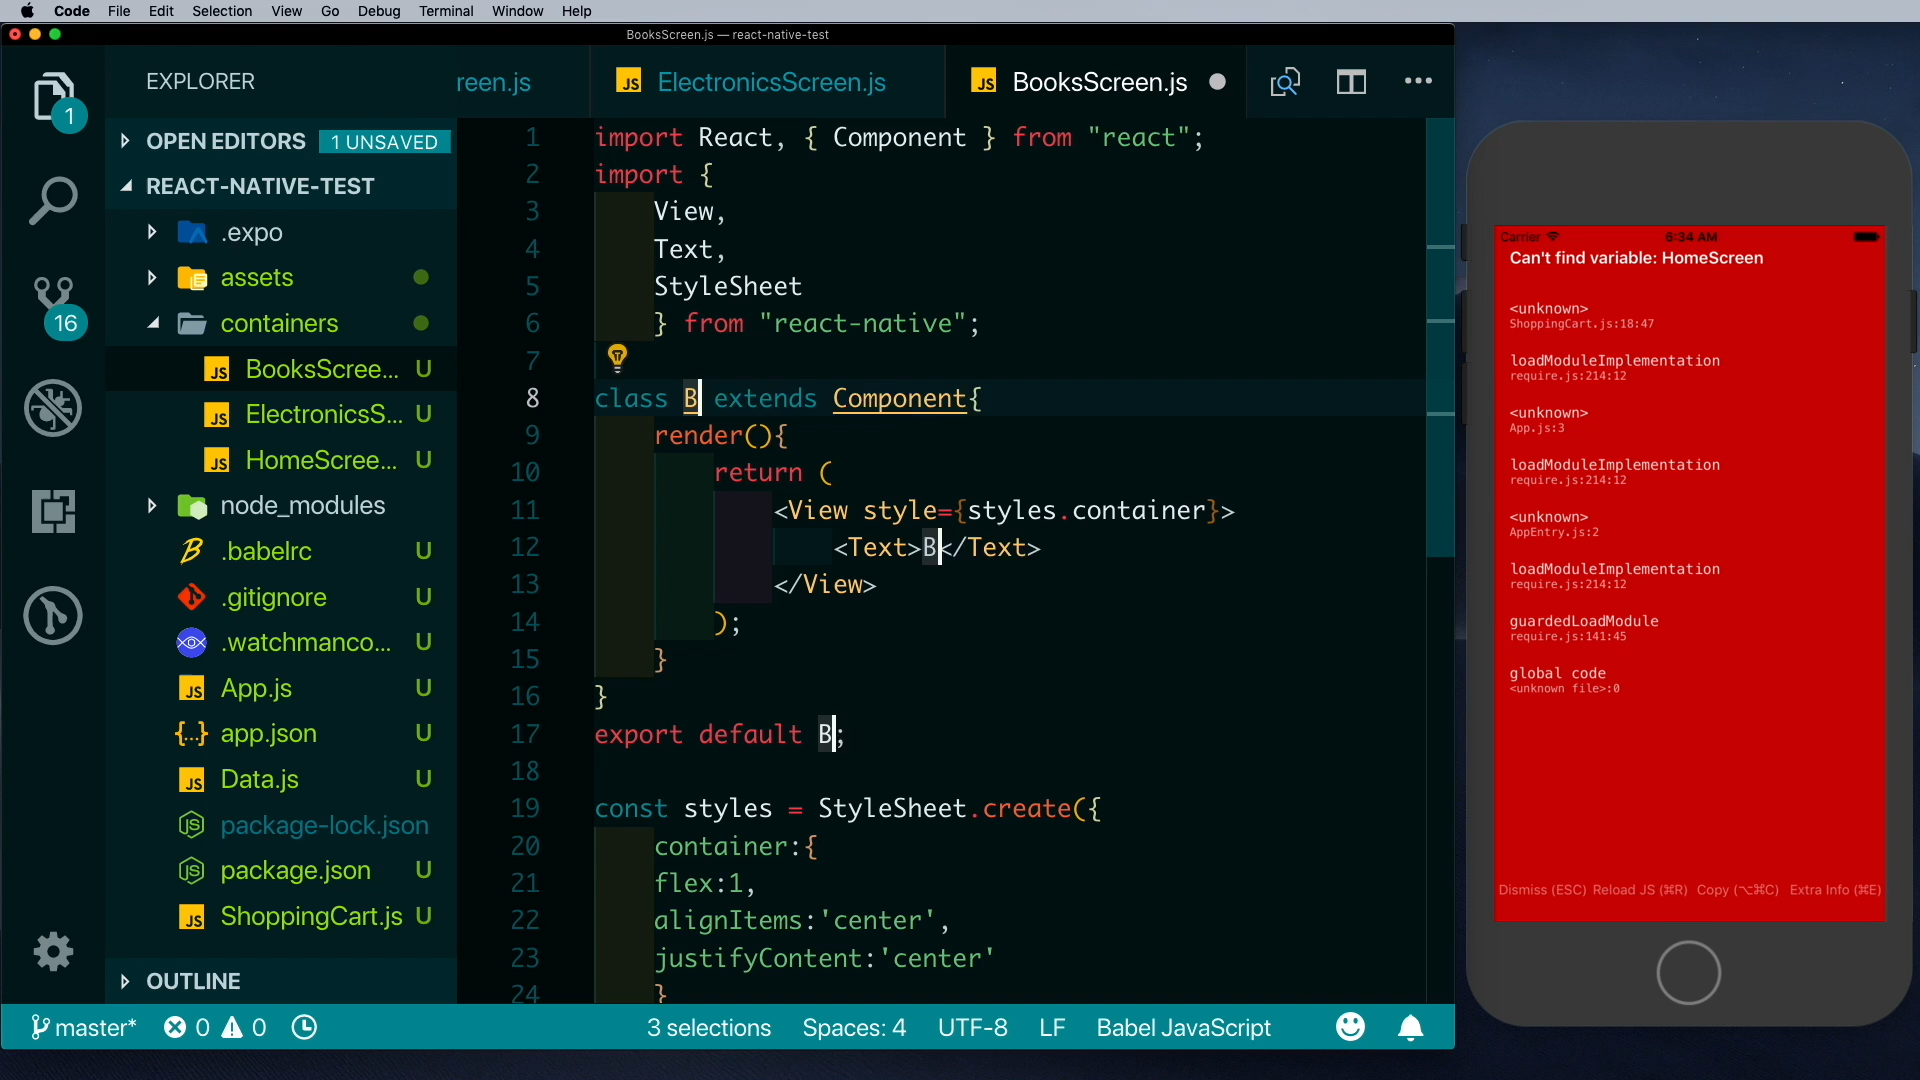 Code File Edit Selection View Go Debug Terminal Window Help
BooksScreen.js — react-native-test
EXPLORER
OPEN EDITORS 1 UNSAVED
REACT-NATIVE-TEST
.expo
assets
containers
BooksScree... U
ElectronicsS... U
HomeScree... U
node_modules
.babelrc U
.gitignore U
.watchmanco... U
App.js U
app.json U
Data.js U
package-lock.json
package.json U
ShoppingCart.js U
OUTLINE
1
16
reen.js
JS ElectronicsScreen.js
JS BooksScreen.js
1 import React, { Component } from "react";
2 import {
3 View,
4 Text,
5 StyleSheet
6 } from "react-native";
7
8 class B extends Component{
9 render(){
10 return (
11 <View style={styles.container}>
12 <Text>B</Text>
13 </View>
14 );
15 }
16 }
17 export default B;
18
19 const styles = StyleSheet.create({
20 container:{
21 flex:1,
22 alignItems:'center',
23 justifyContent:'center'
24 }
master* 0 0 3 selections Spaces: 4 UTF-8 LF Babel JavaScript
Carrier 6:34 AM
Can't find variable: HomeScreen
<unknown>
ShoppingCart.js:18:47
loadModuleImplementation
require.js:214:12
<unknown>
App.js:3
loadModuleImplementation
require.js:214:12
<unknown>
AppEntry.js:2
loadModuleImplementation
require.js:214:12
guardedLoadModule
require.js:141:45
global code
<unknown file>:0
Dismiss (ESC) Reload JS (⌘R) Copy (⌥⌘C) Extra Info (⌘E)